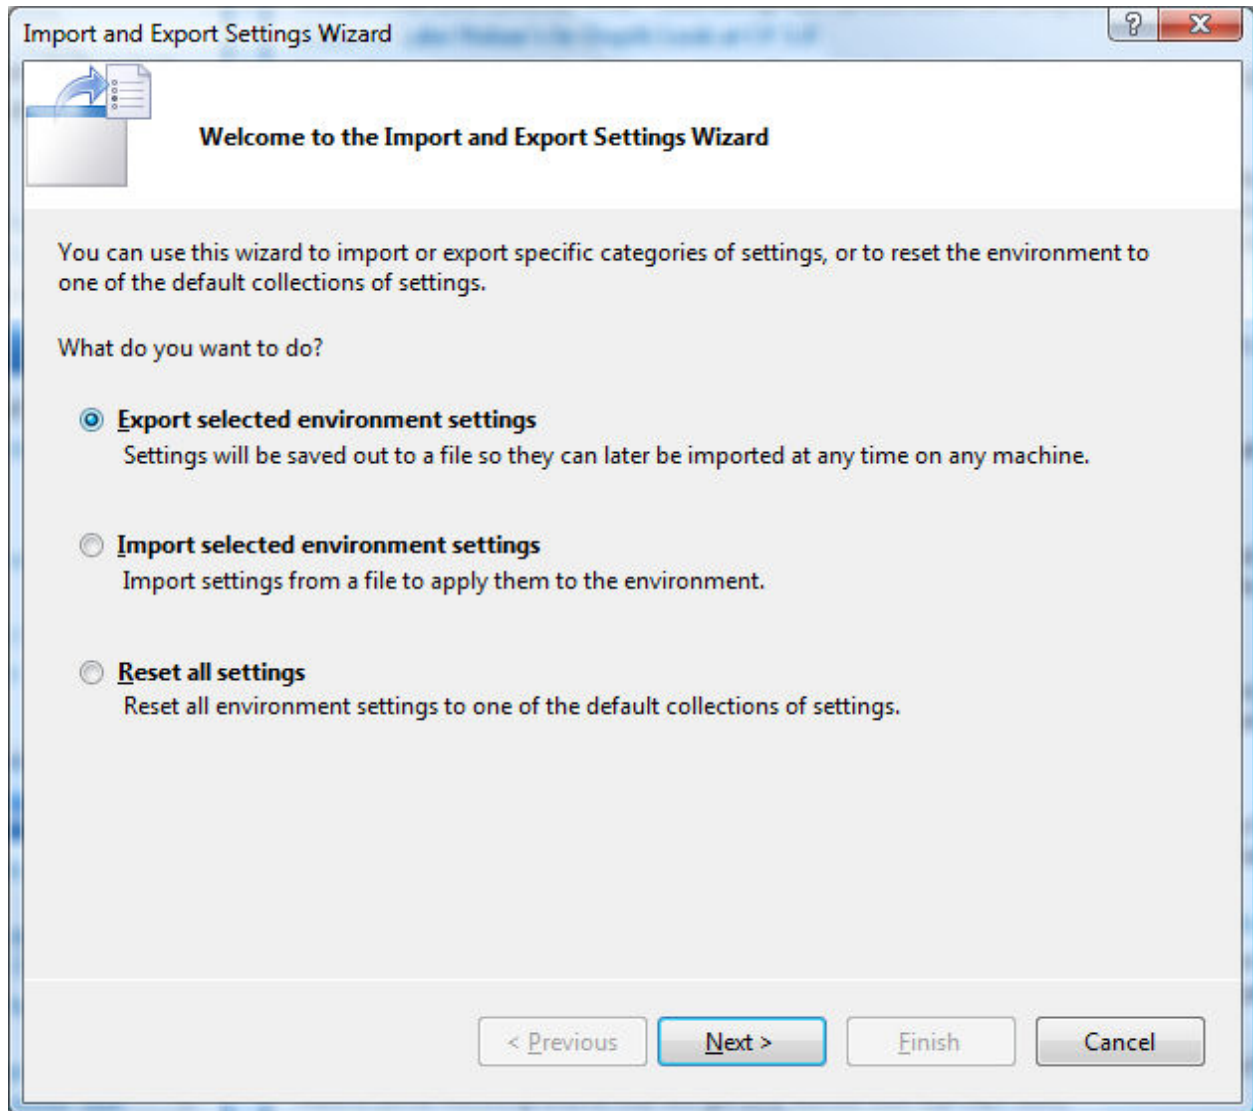 Import and Export Settings Wizard
Welcome to the Import and Export Settings Wizard
You can use this wizard to import or export specific categories of settings, or to reset the environment to
one of the default collections of settings.
What do you want to do?
Export selected environment settings
Settings will be saved out to a file so they can later be imported at any time on any machine.
Import selected environment settings
Import settings from a file to apply them to the environment.
Reset all settings
Reset all environment settings to one of the default collections of settings.
< Previous Next > Finish Cancel